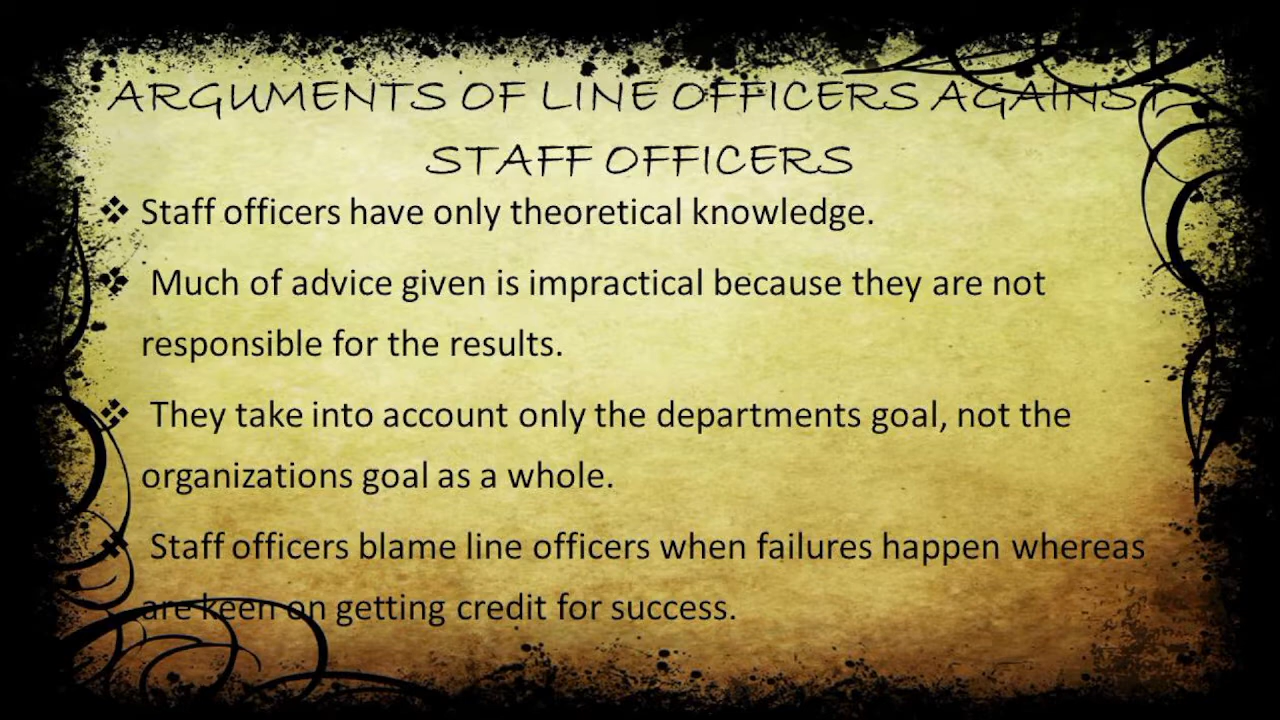 ARGUMENTS OF LINE OFFICERS AGAINST
STAFF OFFICERS
❖ Staff officers have only theoretical knowledge.
❖ Much of advice given is impractical because they are not
responsible for the results.
❖ They take into account only the departments goal, not the
organizations goal as a whole.
❖ Staff officers blame line officers when failures happen whereas
are keen on getting credit for success.